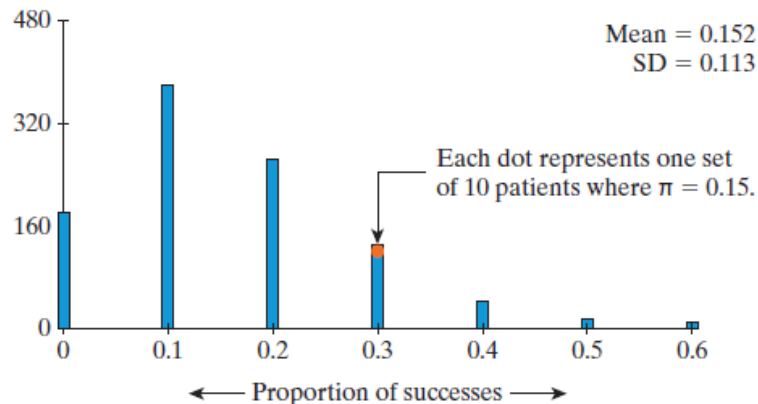 480
Mean = 0.152
SD = 0.113
320
Each dot represents one set
of 10 patients where π = 0.15.
160
0
0 0.1 0.2 0.3 0.4 0.5 0.6
Proportion of successes